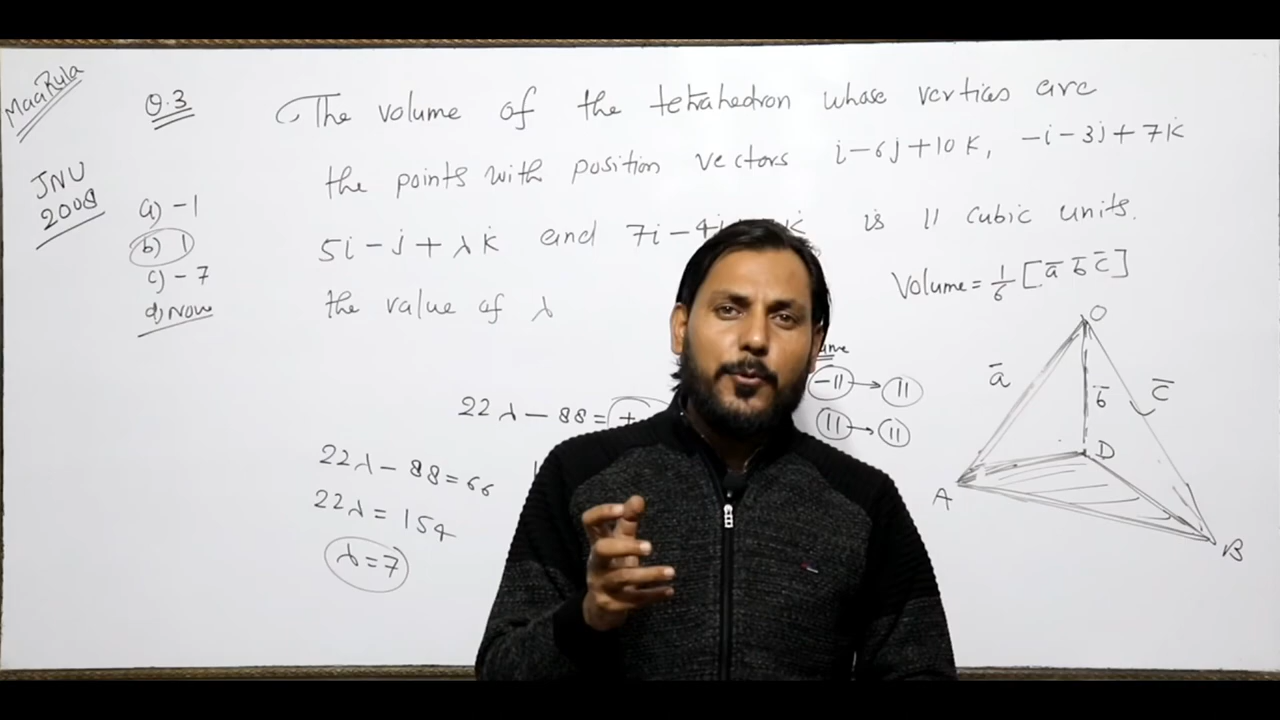 MaaRula
JNU
2008
Q.3
The volume of the tetrahedron whose vertices are
the points with position vectors i-6j+10k, -i-3j+7k
5i-j+λk and 7i-4j k is 11 cubic units.
the value of λ
a) -1
b) 1
c) -7
d) None
Volume = 1/6 [a̅ b̅ c̅]
22λ-88=+
22λ-88=66
22λ=154
λ=7
-11→11
11→11
O
a̅
b̅
c̅
D
A
B